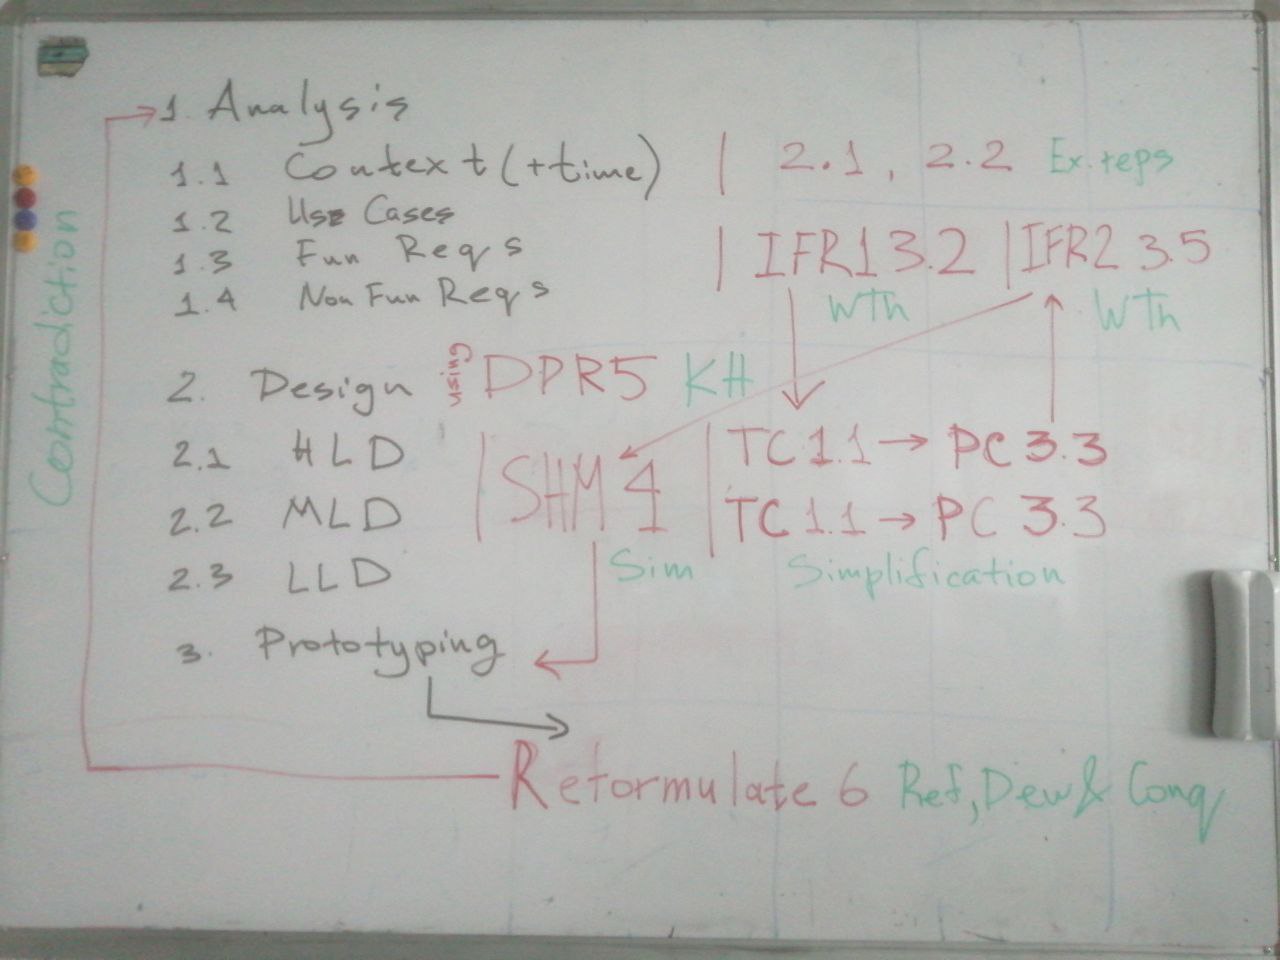 1. Analysis
1.1 Context (+time) | 2.1, 2.2 Ex. teps
1.2 Use Cases
1.3 Fun Reqs | IFR1 3.2 | IFR2 3.5
1.4 Non Fun Reqs WTh WTh
2. Design using DPR5 KH
2.1 HLD | SHM 4 | TC 1.1 → PC 3.3
2.2 MLD TC 1.1 → PC 3.3
2.3 LLD Sim Simplification
3. Prototyping
Reformulate 6 Ref, Dew & Conq
Contradiction